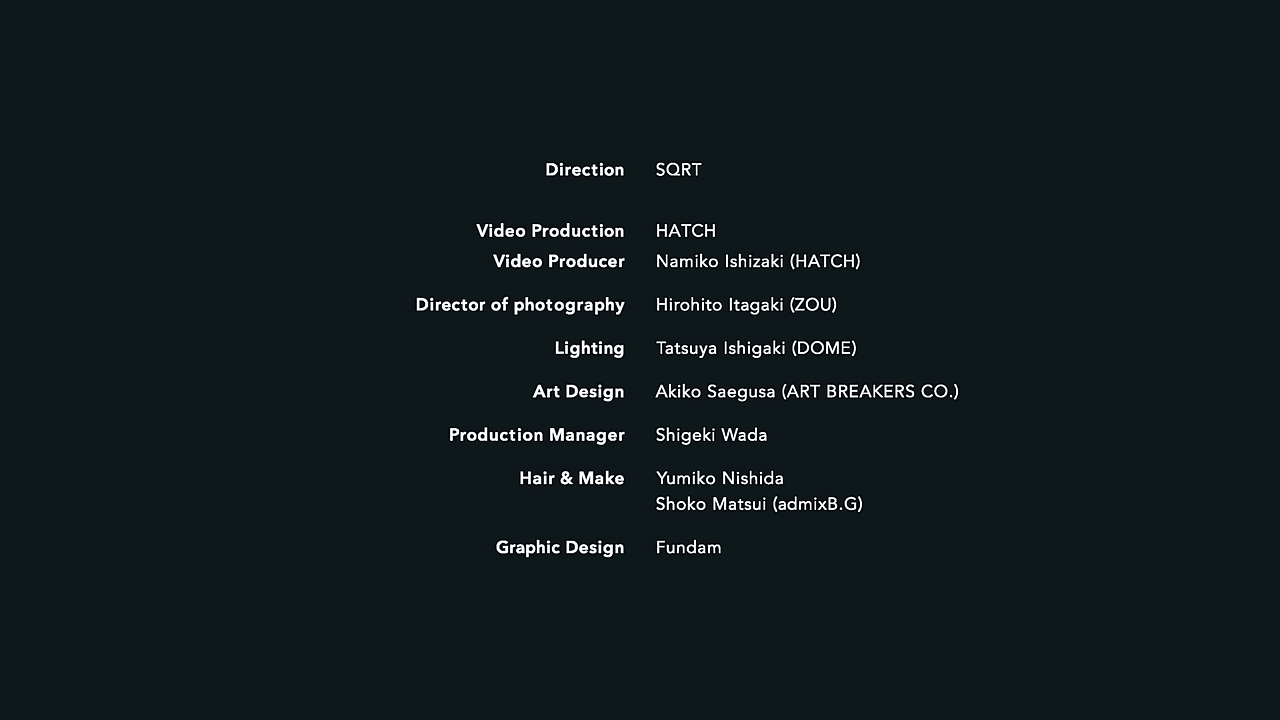 Direction SQRT
Video Production HATCH
Video Producer Namiko Ishizaki (HATCH)
Director of photography Hirohito Itagaki (ZOU)
Lighting Tatsuya Ishigaki (DOME)
Art Design Akiko Saegusa (ART BREAKERS CO.)
Production Manager Shigeki Wada
Hair & Make Yumiko Nishida
Shoko Matsui (admixB.G)
Graphic Design Fundam